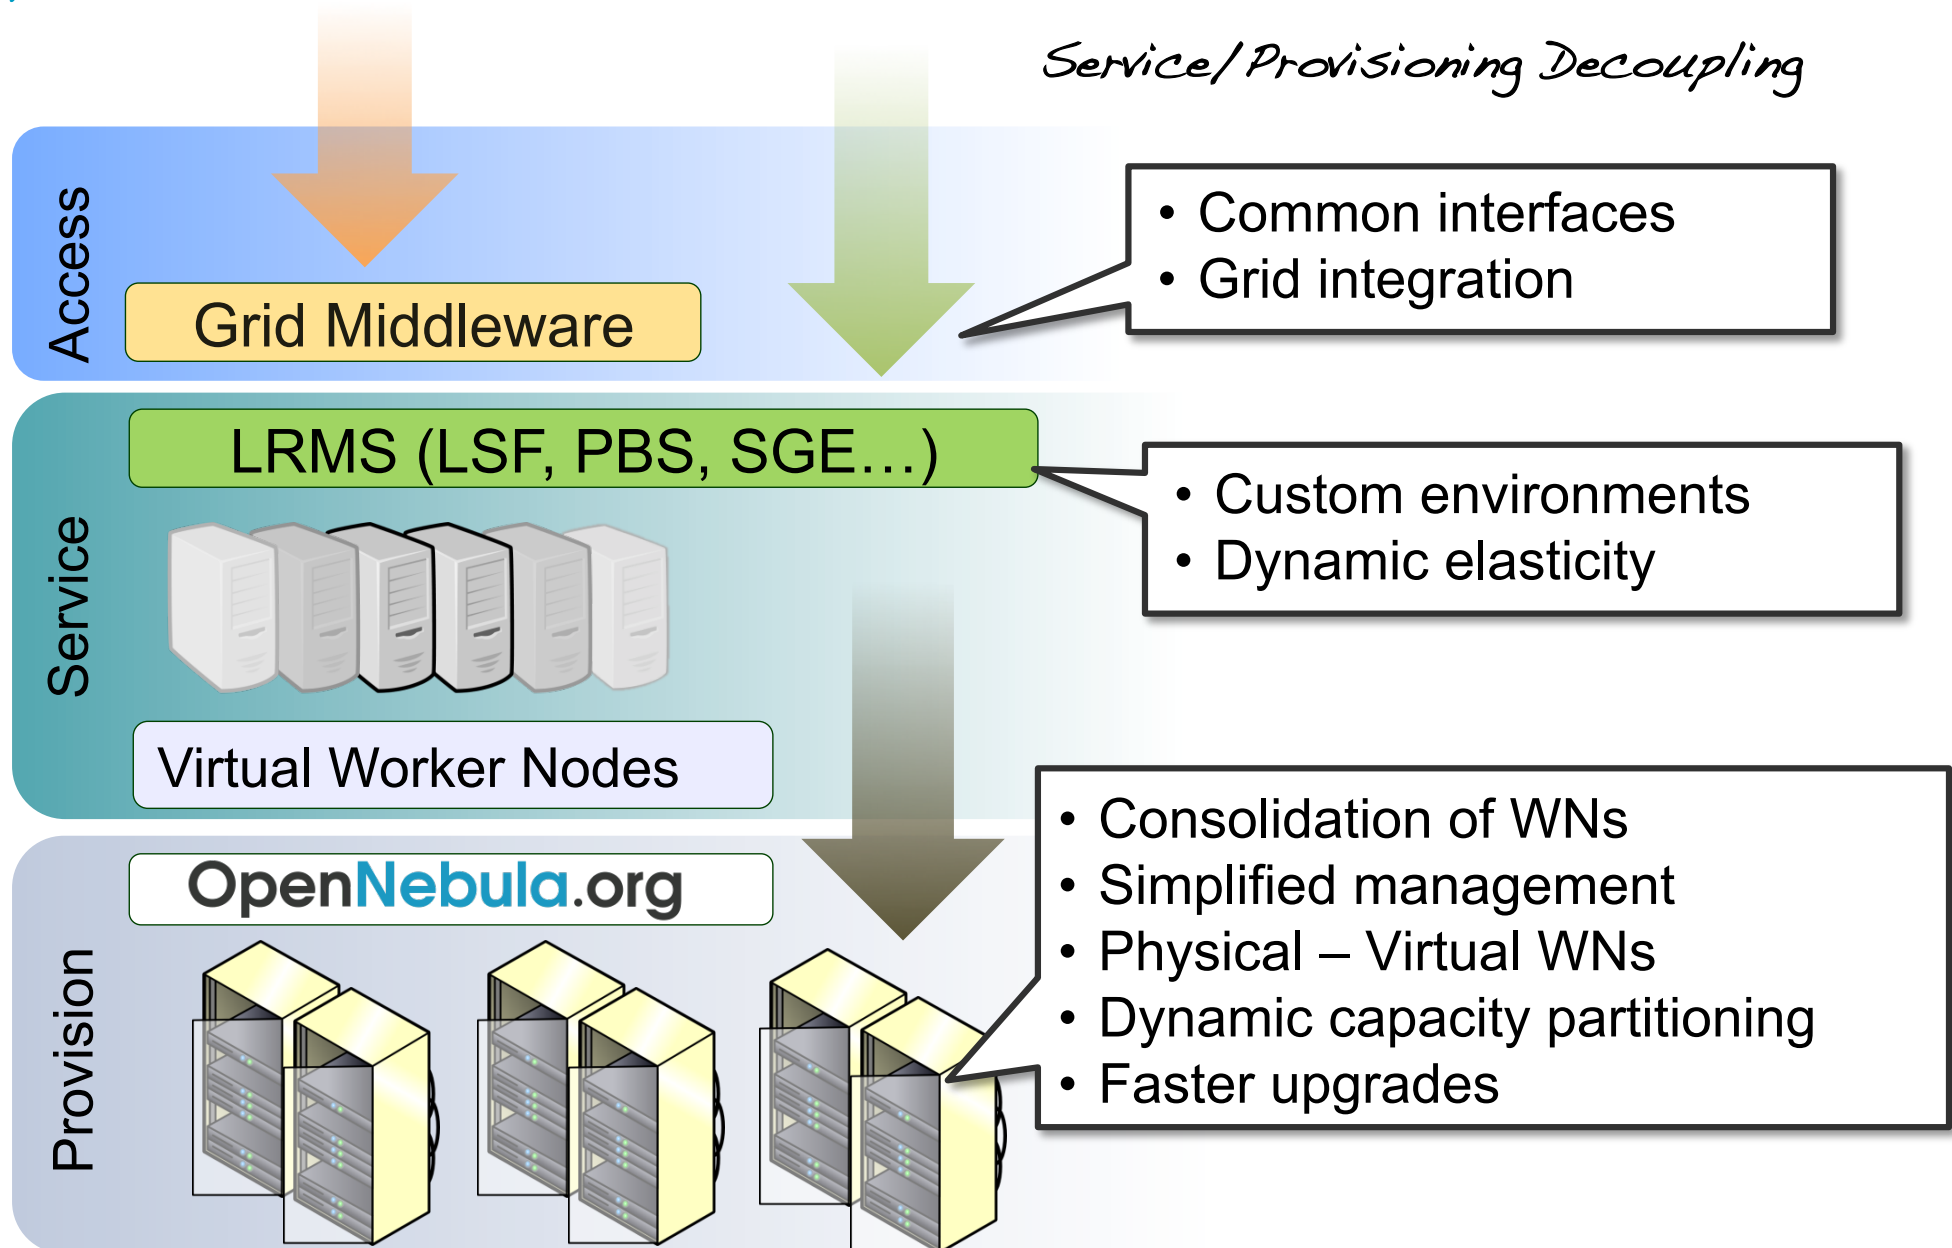 Service/Provisioning Decoupling
Access
Grid Middleware
• Common interfaces
• Grid integration
Service
LRMS (LSF, PBS, SGE…)
• Custom environments
• Dynamic elasticity
Virtual Worker Nodes
Provision
OpenNebula.org
• Consolidation of WNs
• Simplified management
• Physical – Virtual WNs
• Dynamic capacity partitioning
• Faster upgrades